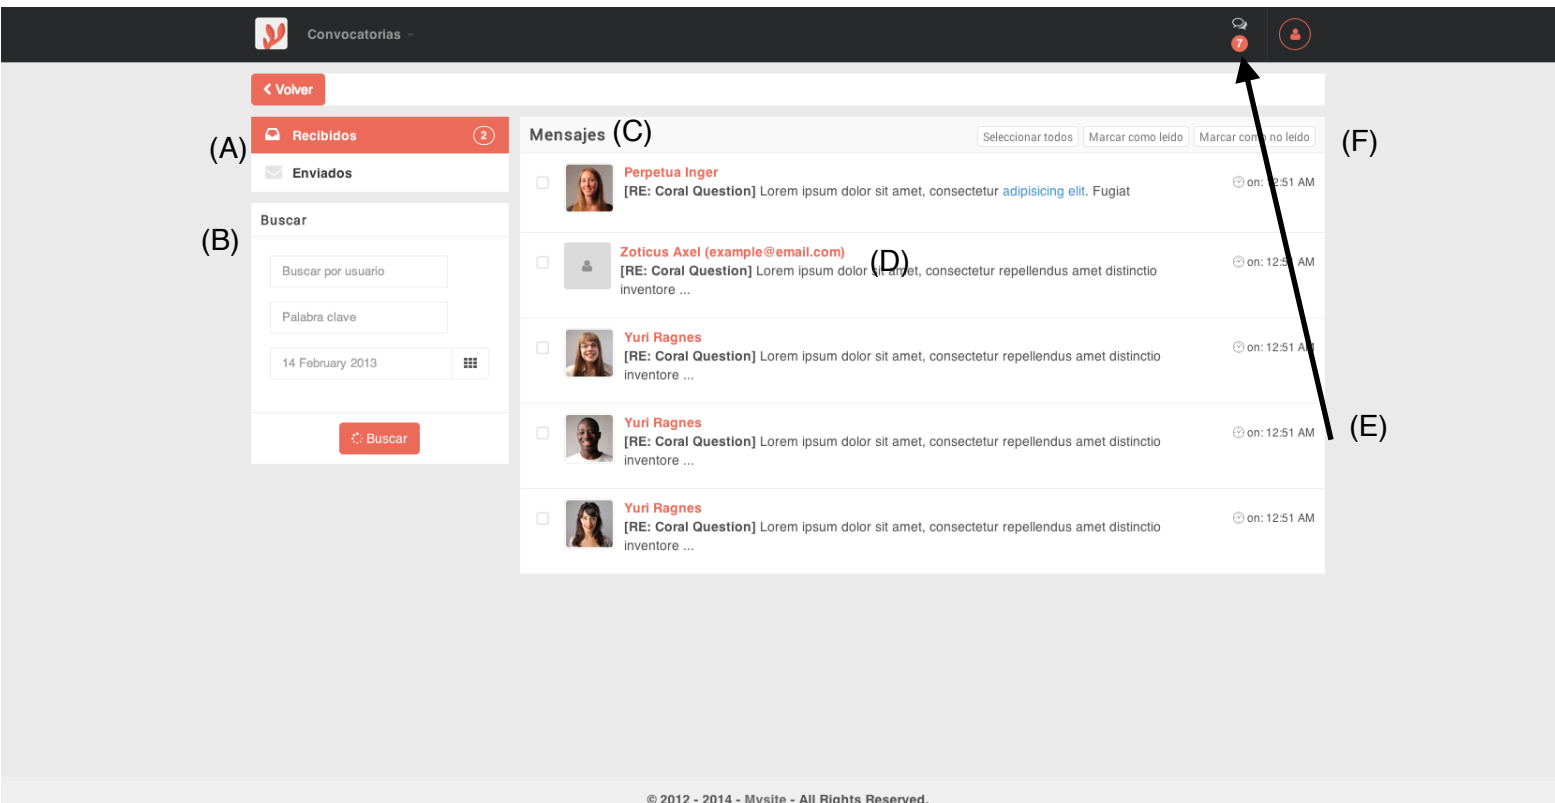 Convocatorias
7
Volver
(A)
Recibidos 2
Enviados
(B)
Buscar
Buscar por usuario
Palabra clave
14 February 2013
Buscar
Mensajes (C)
Seleccionar todos Marcar como leído Marcar como no leído
(F)
Perpetua Inger
[RE: Coral Question] Lorem ipsum dolor sit amet, consectetur adipisicing elit. Fugiat
on: 12:51 AM
Zoticus Axel (example@email.com)
(D)
[RE: Coral Question] Lorem ipsum dolor sit amet, consectetur repellendus amet distinctio
inventore ...
on: 12:51 AM
Yuri Ragnes
[RE: Coral Question] Lorem ipsum dolor sit amet, consectetur repellendus amet distinctio
inventore ...
on: 12:51 AM
Yuri Ragnes
[RE: Coral Question] Lorem ipsum dolor sit amet, consectetur repellendus amet distinctio
inventore ...
on: 12:51 AM
(E)
Yuri Ragnes
[RE: Coral Question] Lorem ipsum dolor sit amet, consectetur repellendus amet distinctio
inventore ...
on: 12:51 AM
© 2012 - 2014 - Mysite - All Rights Reserved.